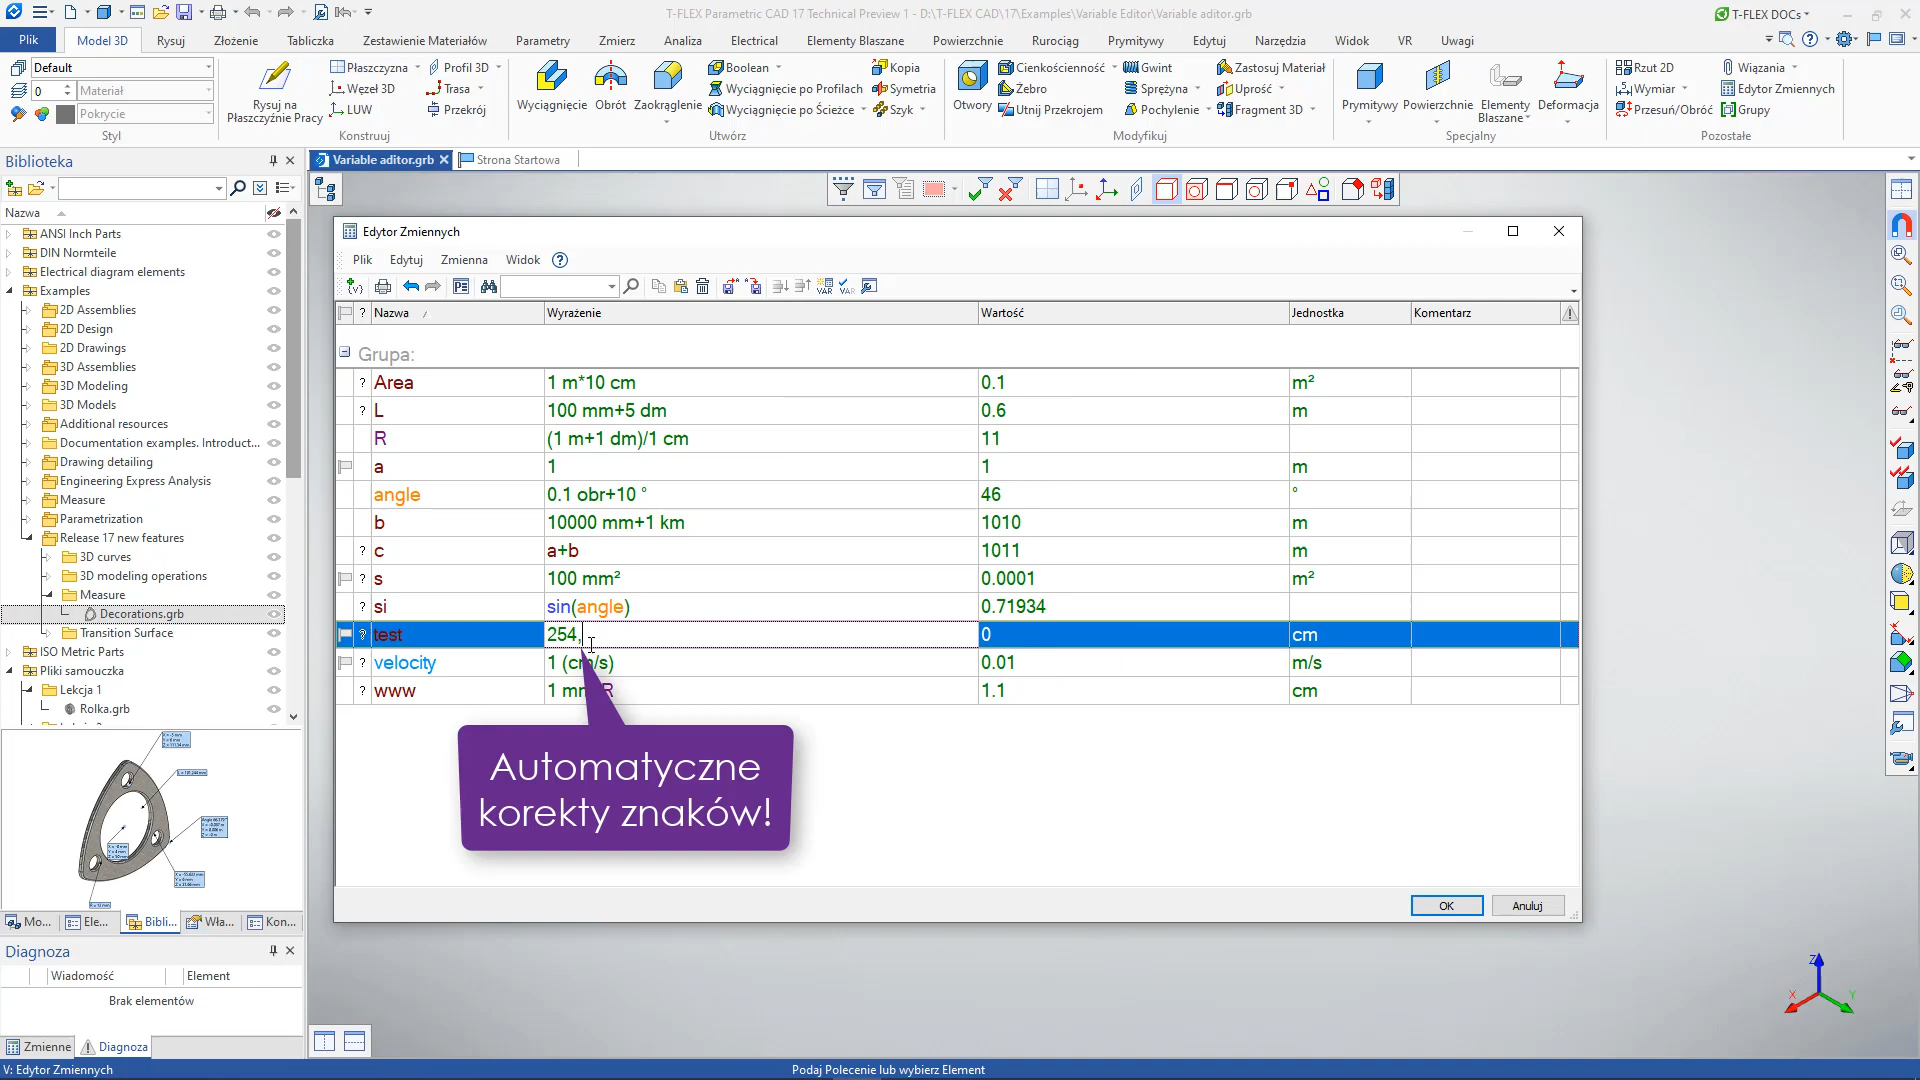 T-FLEX Parametric CAD 17 Technical Preview 1 - D:\T-FLEX CAD\17\Examples\Variable Editor\Variable aditor.grb
T-FLEX DOCs
Plik
Model 3D
Rysuj
Złożenie
Tabliczka
Zestawienie Materiałów
Parametry
Zmierz
Analiza
Electrical
Elementy Blaszane
Powierzchnie
Rurociąg
Prymitywy
Edytuj
Narzędzia
Widok
VR
Uwagi
Default
0
Materiał
Pokrycie
Styl
Rysuj na
Płaszczyźnie Pracy
Płaszczyzna
Węzeł 3D
LUW
Profil 3D
Trasa
Przekrój
Konstruuj
Wyciągnięcie
Obrót
Zaokrąglenie
Boolean
Wyciągnięcie po Profilach
Wyciągnięcie po Ścieżce
Kopia
Symetria
Szyk
Utwórz
Otwory
Cienkościenność
Żebro
Utnij Przekrojem
Gwint
Sprężyna
Pochylenie
Zastosuj Materiał
Uprość
Fragment 3D
Modyfikuj
Prymitywy
Powierzchnie
Elementy
Blaszane
Deformacja
Specjalny
Rzut 2D
Wymiar
Przesuń/Obróć
Wiązania
Edytor Zmiennych
Grupy
Pozostałe
Biblioteka
Variable aditor.grb
Strona Startowa
Nazwa
ANSI Inch Parts
DIN Normteile
Electrical diagram elements
Examples
2D Assemblies
2D Design
2D Drawings
3D Assemblies
3D Modeling
3D Models
Additional resources
Documentation examples. Introduct...
Drawing detailing
Engineering Express Analysis
Measure
Parametrization
Release 17 new features
3D curves
3D modeling operations
Measure
Decorations.grb
Transition Surface
ISO Metric Parts
Pliki samouczka
Lekcja 1
Rolka.grb
Edytor Zmiennych
Plik
Edytuj
Zmienna
Widok
? Nazwa Wyrażenie Wartość Jednostka Komentarz
Grupa:
? Area 1 m*10 cm 0.1 m²
? L 100 mm+5 dm 0.6 m
R (1 m+1 dm)/1 cm 11
a 1 1 m
angle 0.1 obr+10 ° 46 °
b 10000 mm+1 km 1010 m
? c a+b 1011 m
? s 100 mm² 0.0001 m²
? si sin(angle) 0.71934
? test 254, 0 cm
? velocity 1 (cm/s) 0.01 m/s
? www 1 mm R 1.1 cm
Automatyczne
korekty znaków!
OK
Anuluj
Mo...
Ele...
Bibli...
Wła...
Kon...
Diagnoza
Wiadomość
Element
Brak elementów
Zmienne
Diagnoza
Z
X
Y
V: Edytor Zmiennych
Podaj Polecenie lub wybierz Element